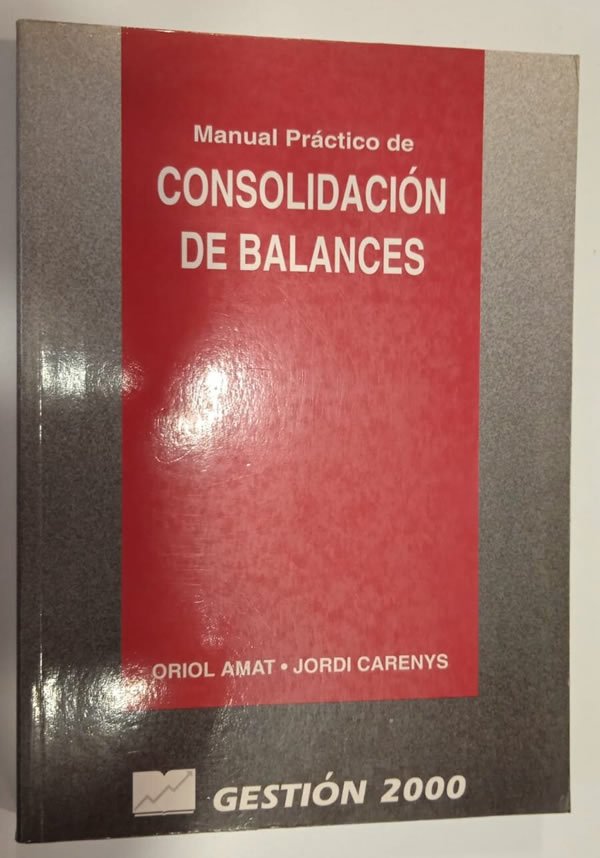 Manual Práctico de
CONSOLIDACIÓN
DE BALANCES
ORIOL AMAT • JORDI CARENYS
GESTIÓN 2000